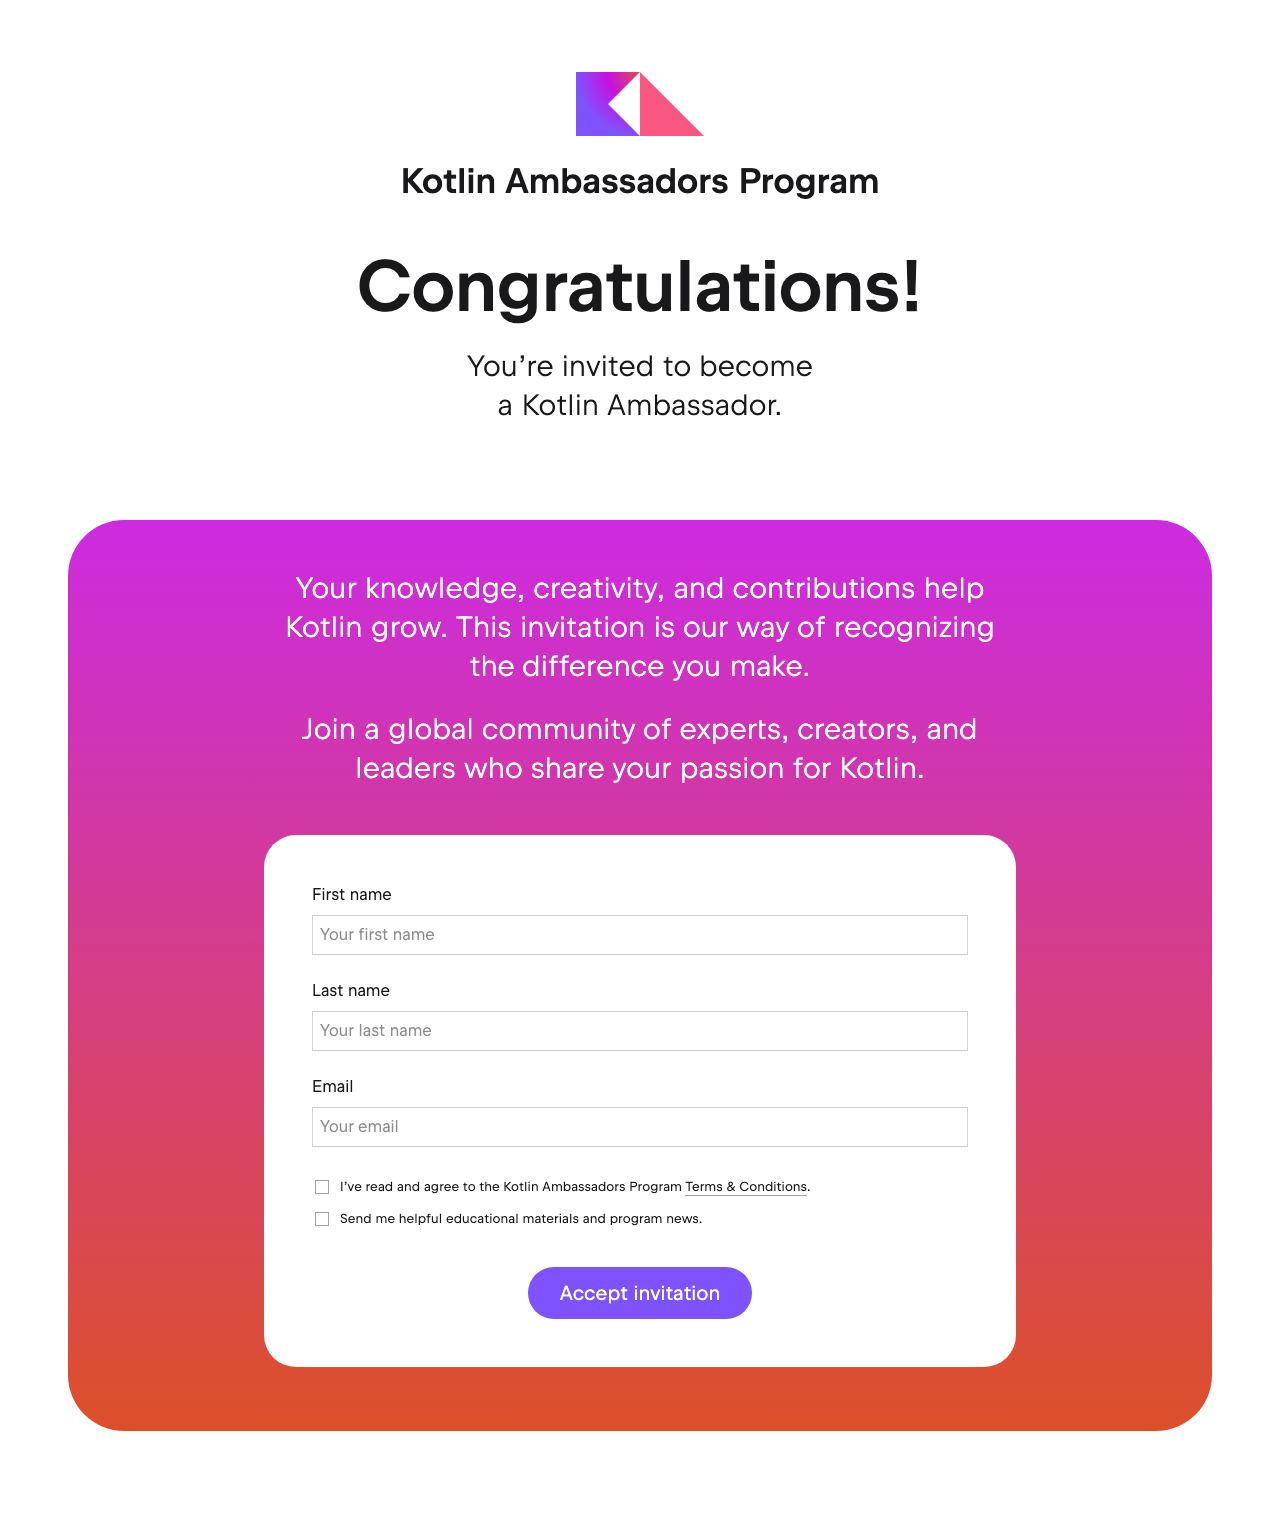 Kotlin Ambassadors Program
Congratulations!
You’re invited to become
a Kotlin Ambassador.
Your knowledge, creativity, and contributions help
Kotlin grow. This invitation is our way of recognizing
the difference you make.
Join a global community of experts, creators, and
leaders who share your passion for Kotlin.
First name
Your first name
Last name
Your last name
Email
Your email
I’ve read and agree to the Kotlin Ambassadors Program Terms & Conditions.
Send me helpful educational materials and program news.
Accept invitation